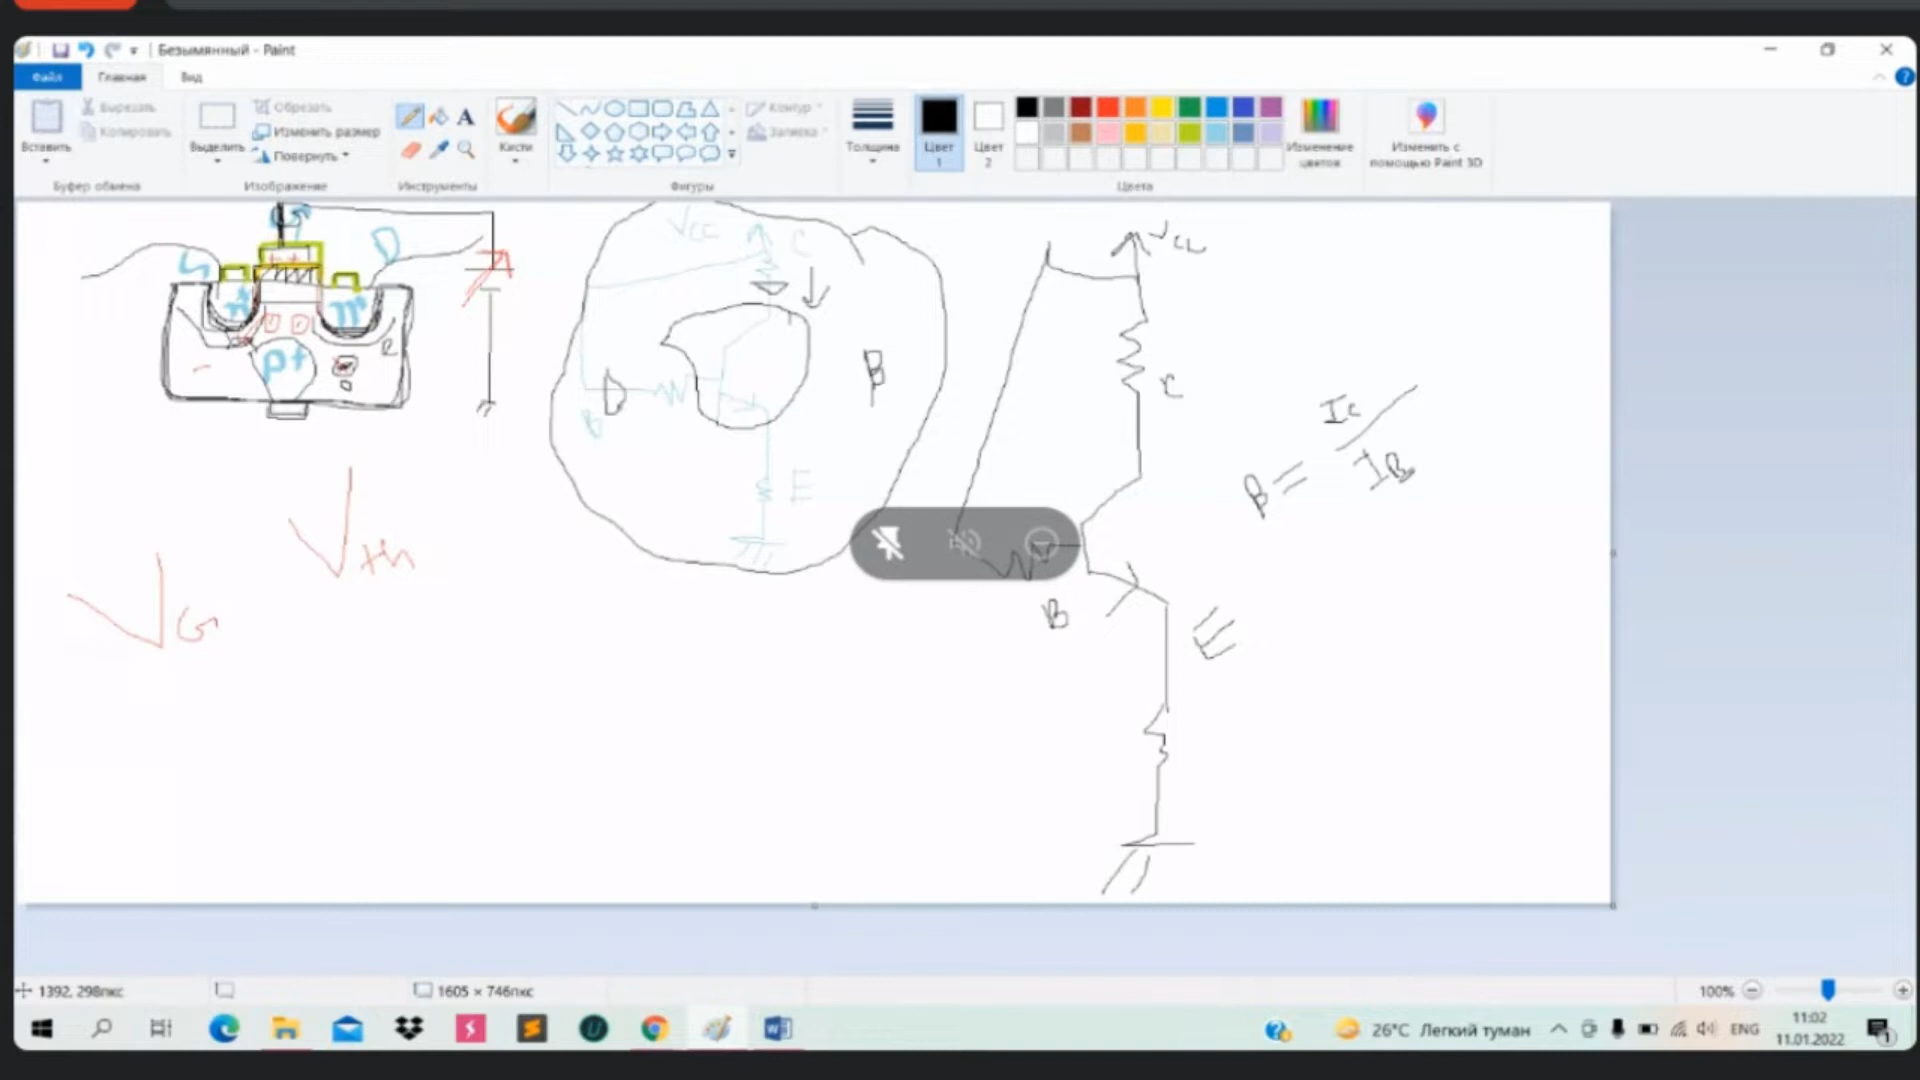 Безымянный - Paint
Файл
Главная
Вид
Вставить
Вырезать
Копировать
Буфер обмена
Выделить
Обрезать
Изменить размер
Повернуть
Изображение
A
Инструменты
Кисти
Фигуры
Контур
Заливка
Толщина
Цвет 1
Цвет 2
Цвета
Изменение цветов
Изменить с помощью Paint 3D
S
D
p+
Vth
VG
Vcc
C
D
B
B
E
Vcc
C
B
E
B = Ic / IB
1392, 298пкс
1605 × 746пкс
100%
26°C Легкий туман
ENG
11:02
11.01.2022
1